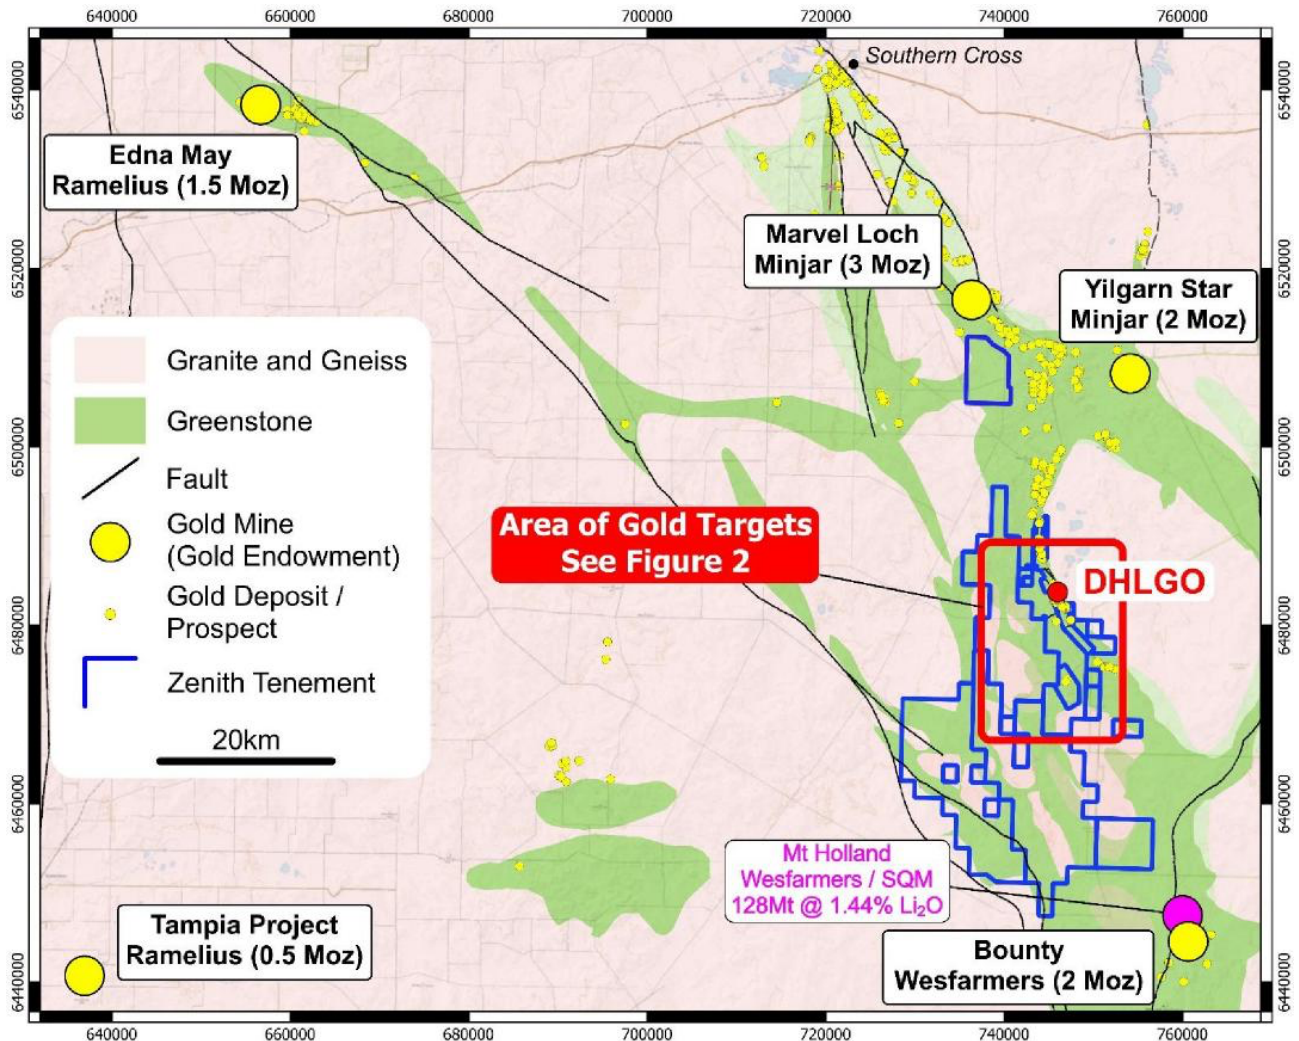 640000
660000
680000
700000
720000
740000
760000
6540000
6540000
Southern Cross
Edna May
Ramelius (1.5 Moz)
Marvel Loch
Minjar (3 Moz)
6520000
6520000
Yilgarn Star
Minjar (2 Moz)
Granite and Gneiss
Greenstone
Fault
Gold Mine
(Gold Endowment)
Gold Deposit /
Prospect
Zenith Tenement
20km
6500000
6500000
Area of Gold Targets
See Figure 2
DHLGO
6480000
6480000
6460000
6460000
Mt Holland
Wesfarmers / SQM
128Mt @ 1.44% Li₂O
Tampia Project
Ramelius (0.5 Moz)
Bounty
Wesfarmers (2 Moz)
6440000
6440000
640000
660000
680000
700000
720000
740000
760000